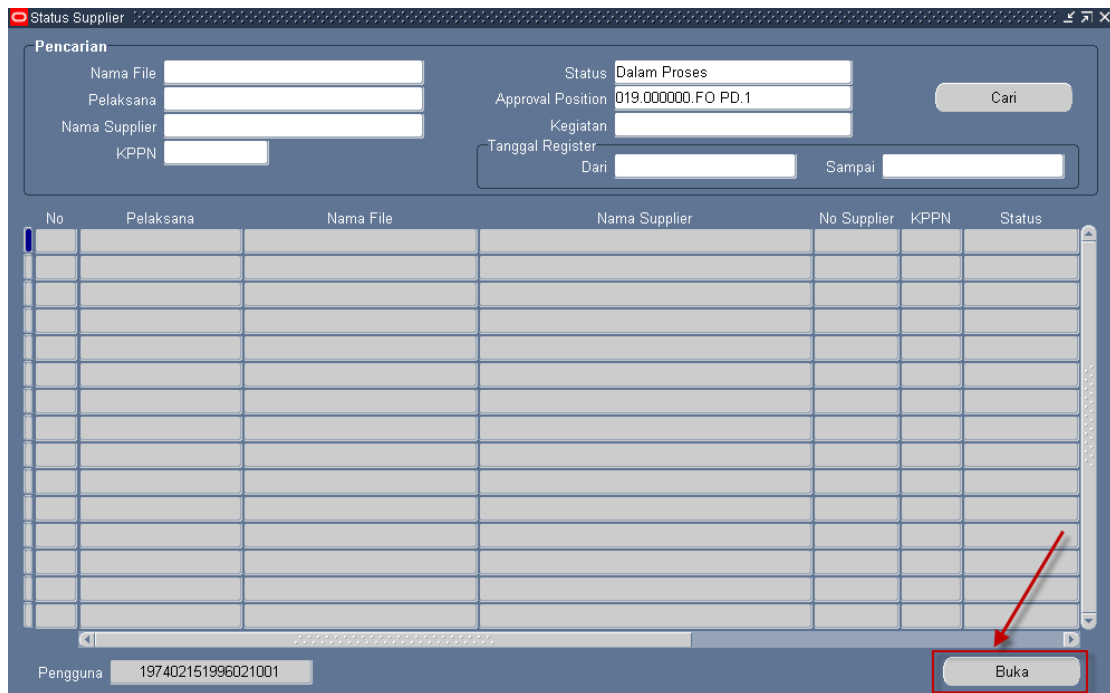 Status Supplier
Pencarian
Nama File
Status Dalam Proses
Pelaksana
Approval Position 019.000000.FO PD.1
Cari
Nama Supplier
Kegiatan
KPPN
Tanggal Register
Dari
Sampai
No Pelaksana Nama File Nama Supplier No Supplier KPPN Status
Pengguna 197402151996021001
Buka